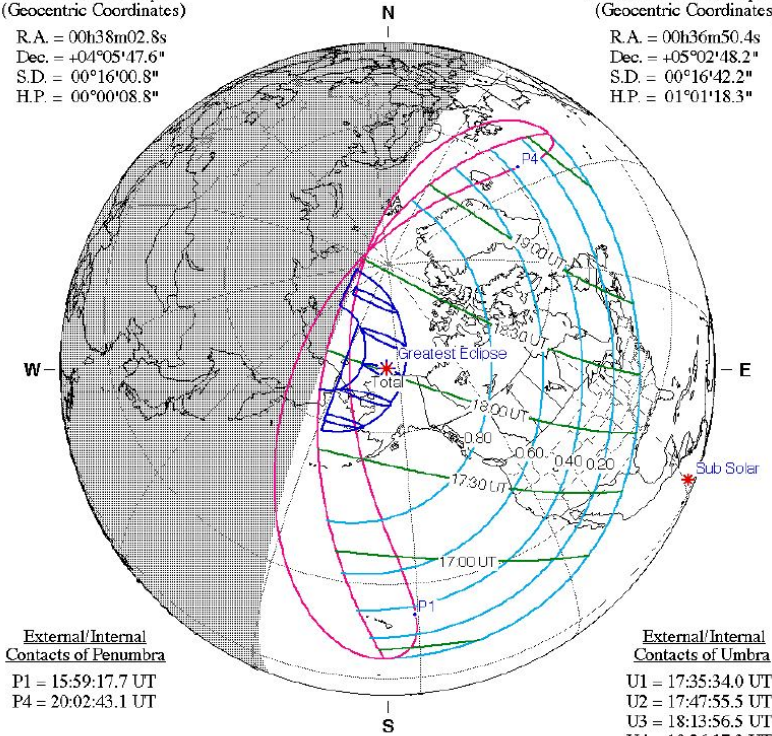 (Geocentric Coordinates)
R.A. = 00h38m02.8s
Dec. = +04°05'47.6"
S.D. = 00°16'00.8"
H.P. = 00°00'08.8"
(Geocentric Coordinates
R.A. = 00h36m50.4s
Dec. = +05°02'48.2"
S.D. = 00°16'42.2"
H.P. = 01°01'18.3"
N
P4
19:00 UT
18:30 UT
Greatest Eclipse
W
E
Total
18:00 UT
0.80
0.60
0.40
0.20
Sub Solar
17:30 UT
17:00 UT
P1
External/Internal
Contacts of Penumbra
P1 = 15:59:17.7 UT
P4 = 20:02:43.1 UT
External/Internal
Contacts of Umbra
U1 = 17:35:34.0 UT
U2 = 17:47:55.5 UT
U3 = 18:13:56.5 UT
S